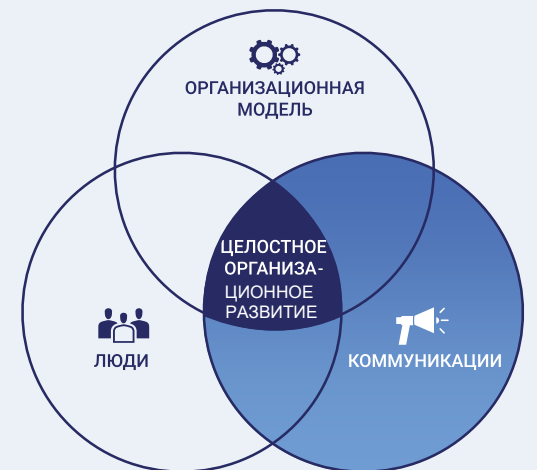 ОРГАНИЗАЦИОННАЯ
МОДЕЛЬ
ЦЕЛОСТНОЕ
ОРГАНИЗА-
ЦИОННОЕ
РАЗВИТИЕ
ЛЮДИ
КОММУНИКАЦИИ